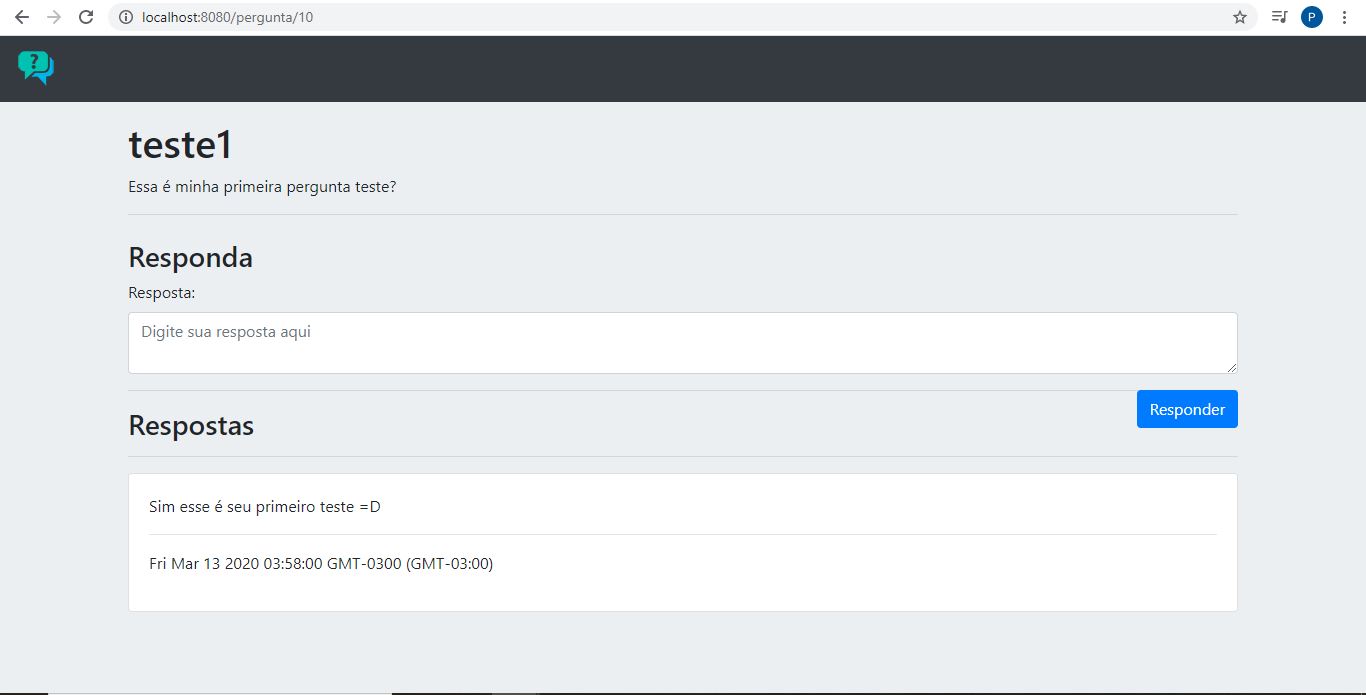 localhost:8080/pergunta/10
P
?
teste1
Essa é minha primeira pergunta teste?
Responda
Resposta:
Digite sua resposta aqui
Responder
Respostas
Sim esse é seu primeiro teste =D
Fri Mar 13 2020 03:58:00 GMT-0300 (GMT-03:00)